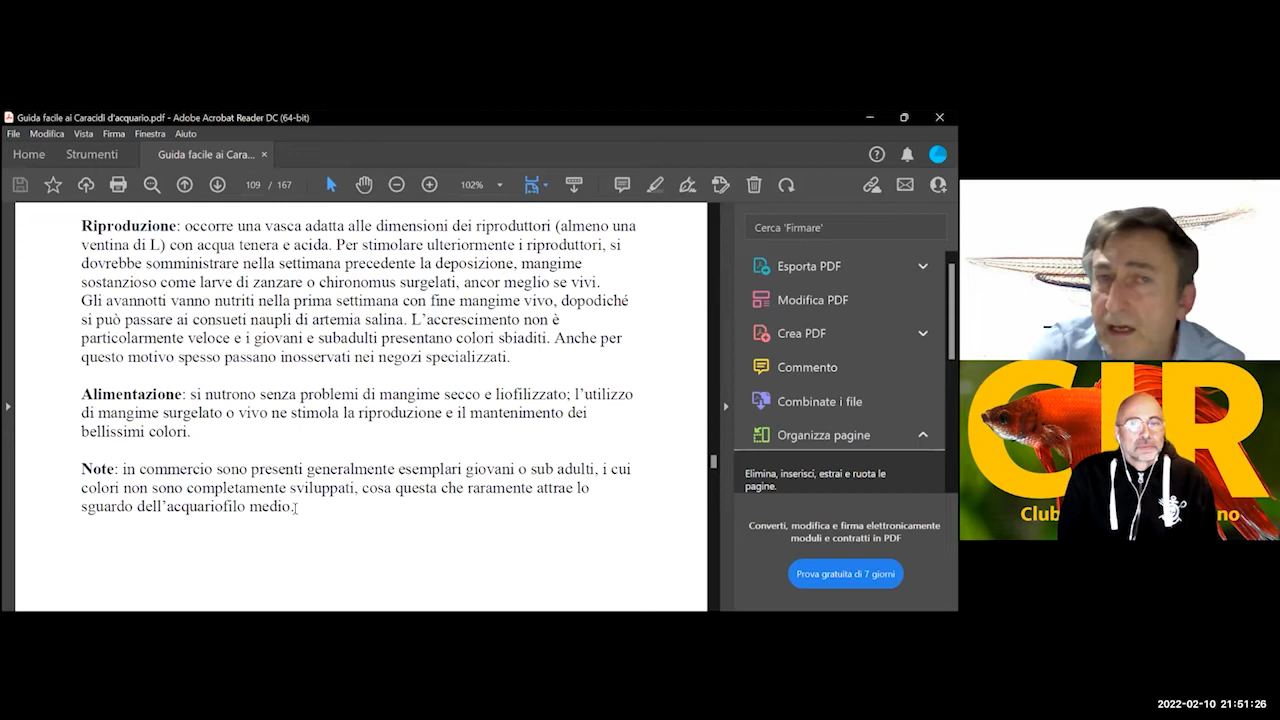 Guida facile ai Caracidi d'acquario.pdf - Adobe Acrobat Reader DC (64-bit)
File Modifica Vista Firma Finestra Aiuto
Home Strumenti Guida facile ai Cara... ×
109 / 167 102%
Riproduzione: occorre una vasca adatta alle dimensioni dei riproduttori (almeno una
ventina di L) con acqua tenera e acida. Per stimolare ulteriormente i riproduttori, si
dovrebbe somministrare nella settimana precedente la deposizione, mangime
sostanzioso come larve di zanzare o chironomus surgelati, ancor meglio se vivi.
Gli avannotti vanno nutriti nella prima settimana con fine mangime vivo, dopodiché
si può passare ai consueti naupli di artemia salina. L'accrescimento non è
particolarmente veloce e i giovani e subadulti presentano colori sbiaditi. Anche per
questo motivo spesso passano inosservati nei negozi specializzati.
Alimentazione: si nutrono senza problemi di mangime secco e liofilizzato; l'utilizzo
di mangime surgelato o vivo ne stimola la riproduzione e il mantenimento dei
bellissimi colori.
Note: in commercio sono presenti generalmente esemplari giovani o sub adulti, i cui
colori non sono completamente sviluppati, cosa questa che raramente attrae lo
sguardo dell'acquariofilo medio.
Cerca 'Firmare'
Esporta PDF
Modifica PDF
Crea PDF
Commento
Combinate i file
Organizza pagine
Elimina, inserisci, estrai e ruota le
pagine.
Converti, modifica e firma elettronicamente
moduli e contratti in PDF
Prova gratuita di 7 giorni
CIR
Club no
2022-02-10 21:51:26